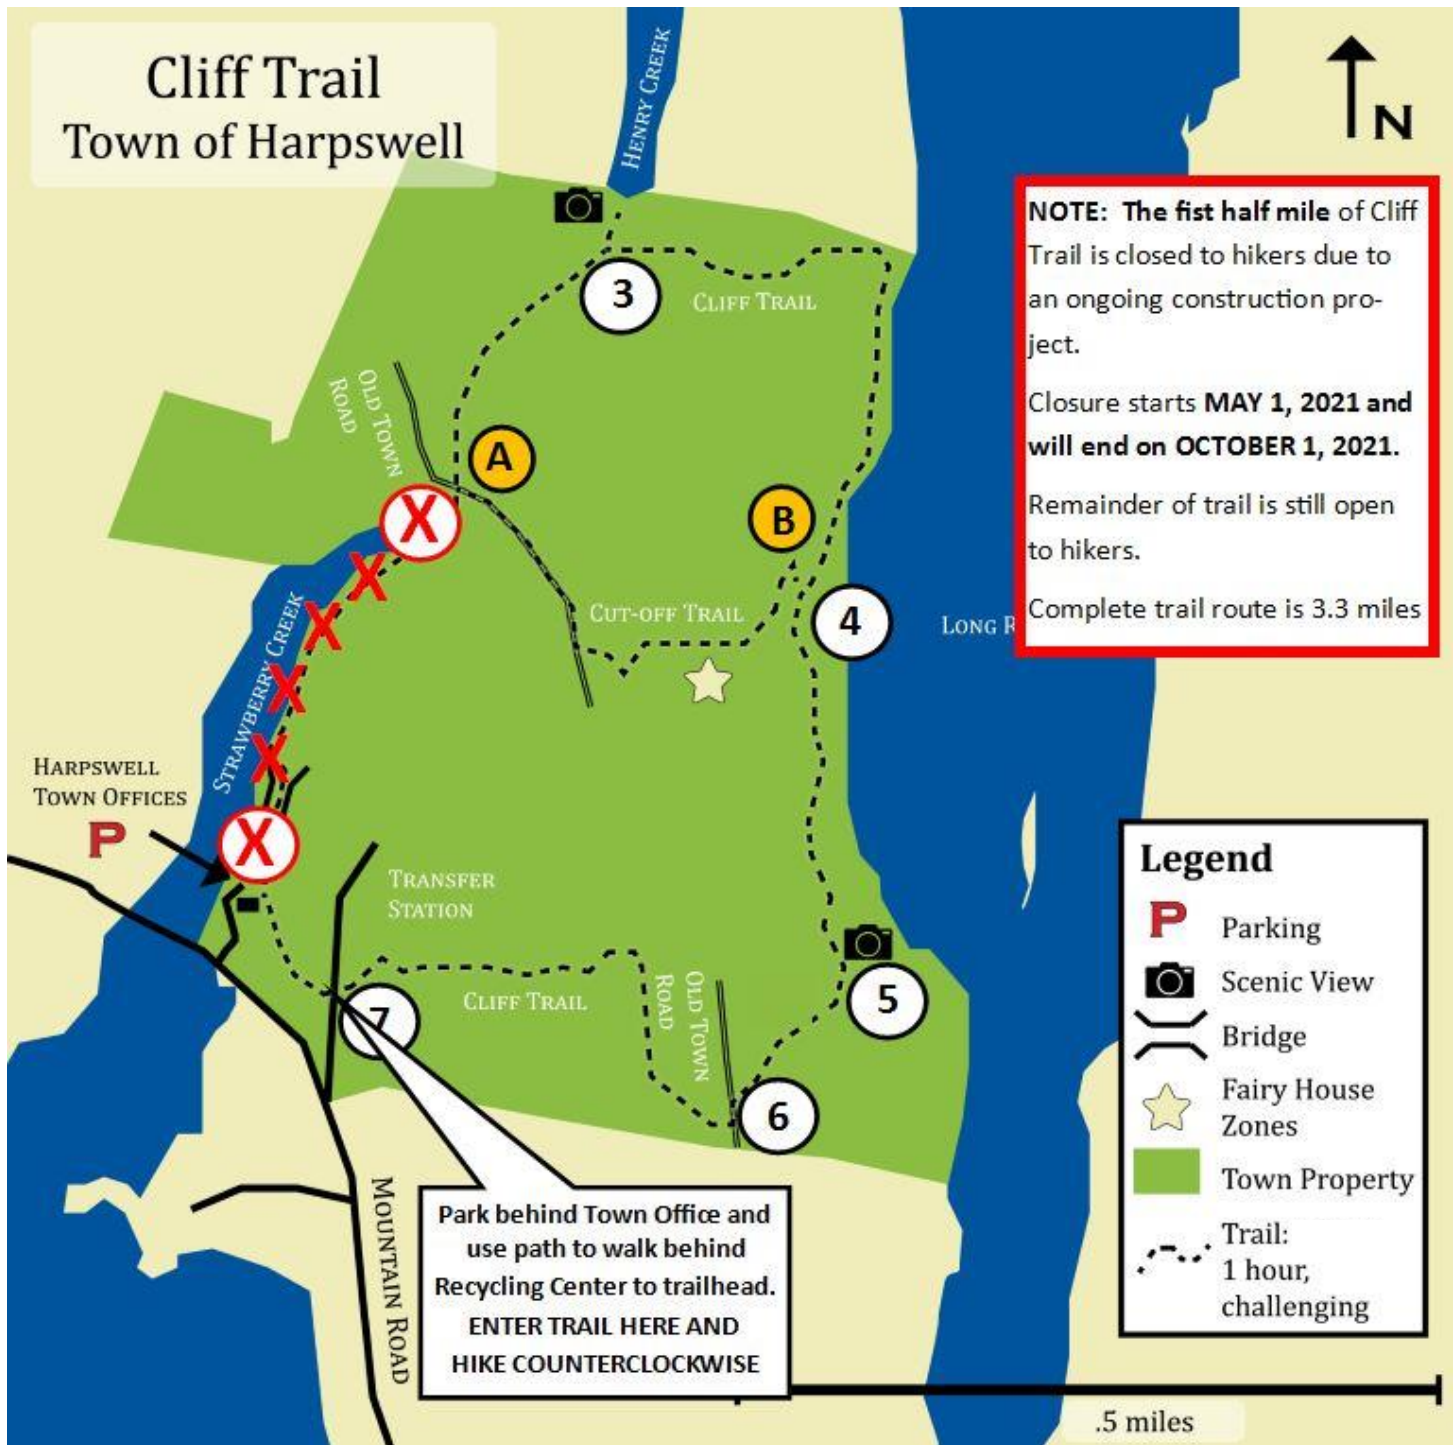 Cliff Trail
Town of Harpswell
HENRY CREEK
N
NOTE: The fist half mile of Cliff
Trail is closed to hikers due to
an ongoing construction pro-
ject.
Closure starts MAY 1, 2021 and
will end on OCTOBER 1, 2021.
Remainder of trail is still open
to hikers.
Complete trail route is 3.3 miles
3
CLIFF TRAIL
OLD TOWN
ROAD
A
X
B
X
X
CUT-OFF TRAIL
4
LONG R
STRAWBERRY CREEK
X
X
HARPSWELL
TOWN OFFICES
P
X
TRANSFER
STATION
5
CLIFF TRAIL
OLD TOWN
ROAD
7
6
MOUNTAIN ROAD
Park behind Town Office and
use path to walk behind
Recycling Center to trailhead.
ENTER TRAIL HERE AND
HIKE COUNTERCLOCKWISE
Legend
P Parking
Scenic View
Bridge
Fairy House
Zones
Town Property
Trail:
1 hour,
challenging
.5 miles